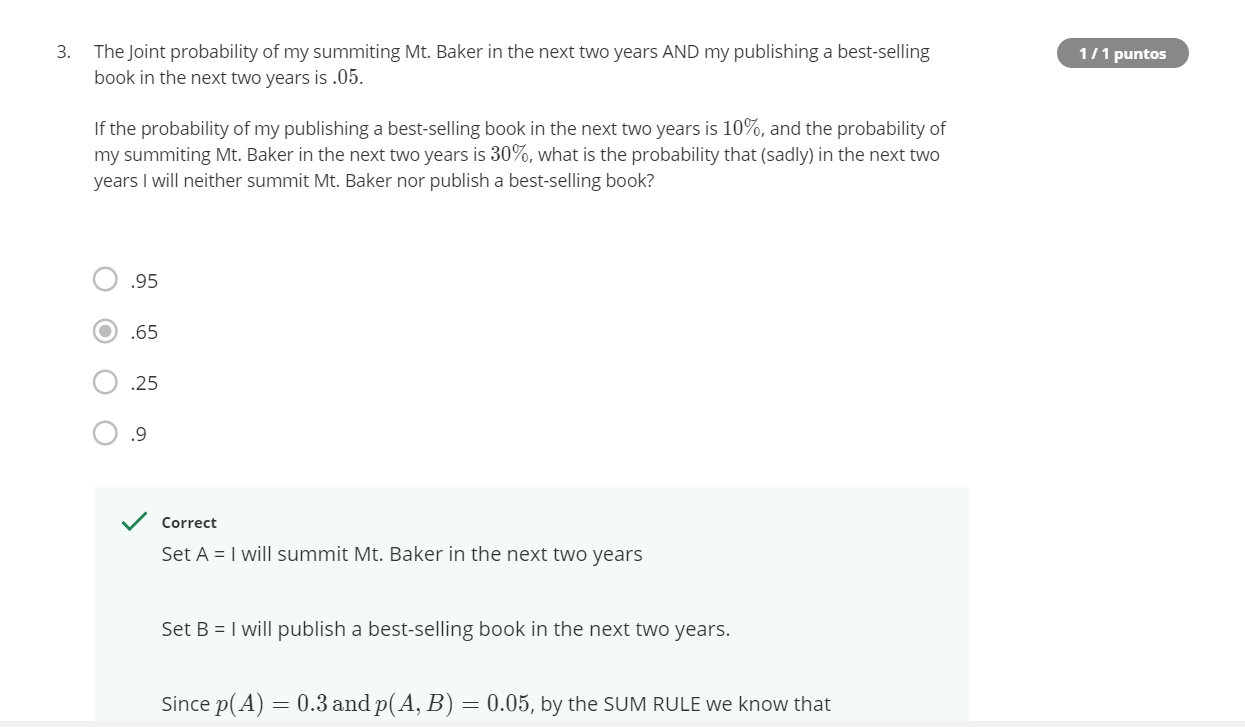 3. The Joint probability of my summiting Mt. Baker in the next two years AND my publishing a best-selling
1 / 1 puntos
book in the next two years is .05.
If the probability of my publishing a best-selling book in the next two years is 10%, and the probability of
my summiting Mt. Baker in the next two years is 30%, what is the probability that (sadly) in the next two
years I will neither summit Mt. Baker nor publish a best-selling book?
.95
.65
.25
.9
Correct
Set A = I will summit Mt. Baker in the next two years
Set B = I will publish a best-selling book in the next two years.
Since p(A) = 0.3 and p(A, B) = 0.05, by the SUM RULE we know that